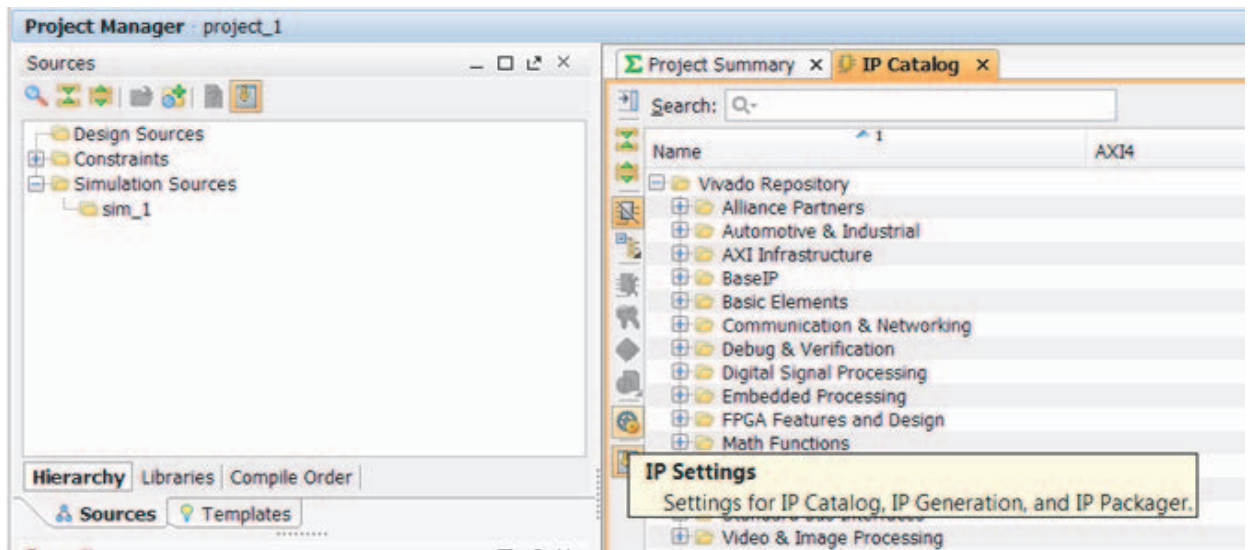 Project Manager - project_1
Sources
Design Sources
Constraints
Simulation Sources
sim_1
Hierarchy Libraries Compile Order
Sources Templates
Project Summary IP Catalog
Search:
Name 1 AXI4
Vivado Repository
Alliance Partners
Automotive & Industrial
AXI Infrastructure
BaseIP
Basic Elements
Communication & Networking
Debug & Verification
Digital Signal Processing
Embedded Processing
FPGA Features and Design
Math Functions
IP Settings
Settings for IP Catalog, IP Generation, and IP Packager.
Video & Image Processing